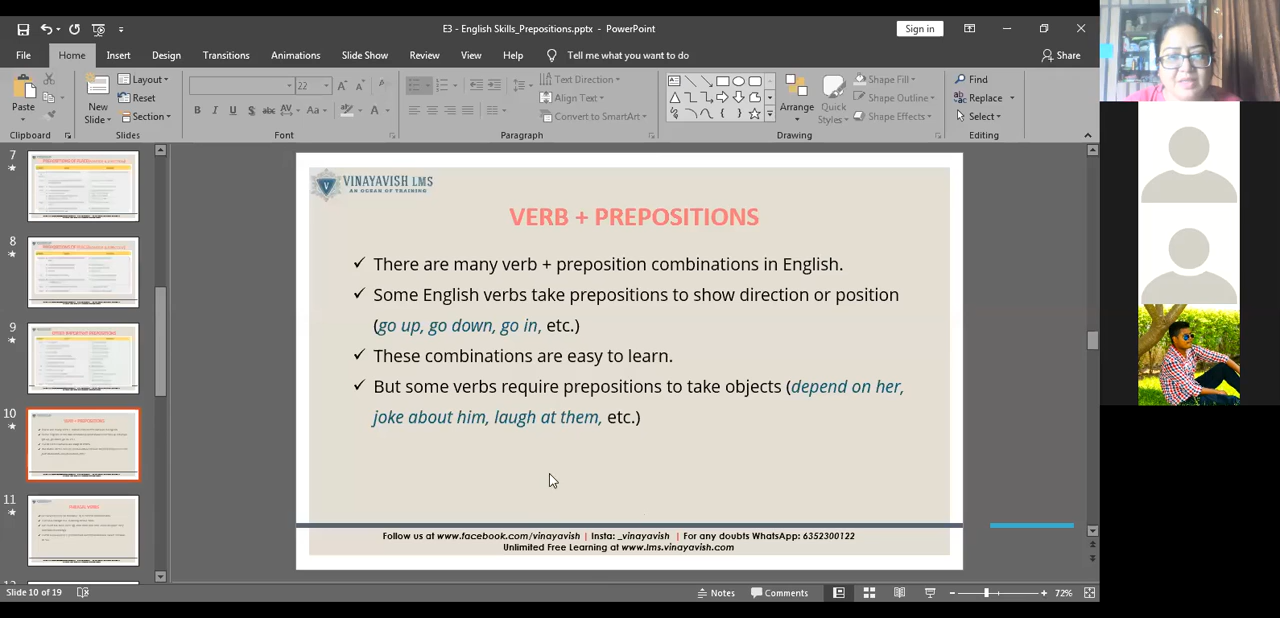 E3 - English Skills_Prepositions.pptx - PowerPoint
Sign in
File Home Insert Design Transitions Animations Slide Show Review View Help Tell me what you want to do
Share
Paste
Clipboard
New
Slide
Layout
Reset
Section
Slides
22
Font
Text Direction
Align Text
Convert to SmartArt
Paragraph
Arrange
Quick
Styles
Shape Fill
Shape Outline
Shape Effects
Drawing
Find
Replace
Select
Editing
7
8
9
10
11
VINAYAVISH LMS
AN OCEAN OF TRAINING
VERB + PREPOSITIONS
✓ There are many verb + preposition combinations in English.
✓ Some English verbs take prepositions to show direction or position
(go up, go down, go in, etc.)
✓ These combinations are easy to learn.
✓ But some verbs require prepositions to take objects (depend on her,
joke about him, laugh at them, etc.)
w us at www.facebook.com/vinayavish | Insta: _vinayavish | For any doubts WhatsApp: 6352300122
Unlimited Free Learning at www.lms.vinayavish.com
Slide 10 of 19
Notes
Comments
72%